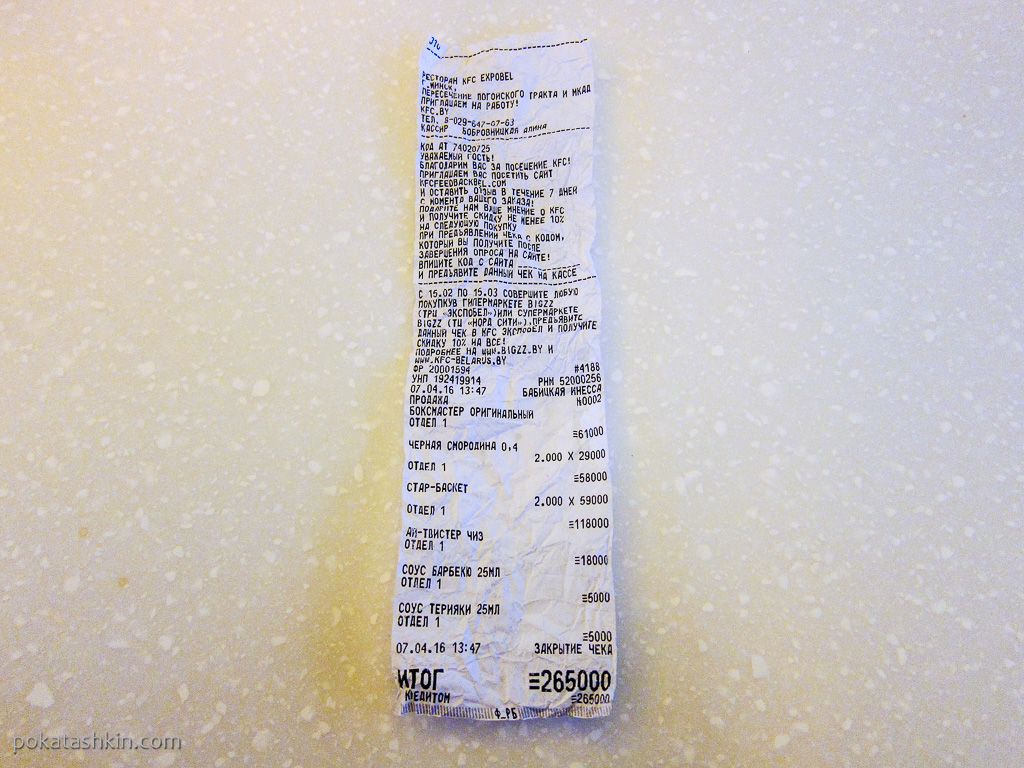 РЕСТОРАН KFC EXPOBEL
Г.МИНСК,
ПЕРЕСЕЧЕНИЕ ЛОГОЙСКОГО ТРАКТА И МКАД
ПРИГЛАШАЕМ НА РАБОТУ!
KFC.BY
ТЕЛ. 8-029-647-07-63
КАССИР БОБРОВНИЦКАЯ АЛИНА
КОД АТ 74020/25
УВАЖАЕМЫЙ ГОСТЬ!
БЛАГОДАРИМ ВАС ЗА ПОСЕЩЕНИЕ KFC!
ПРИГЛАШАЕМ ВАС ПОСЕТИТЬ САЙТ
KFCFEEDBACKBEL.COM
И ОСТАВИТЬ ОТЗЫВ В ТЕЧЕНИЕ 7 ДНЕЙ
С МОМЕНТА ВАШЕГО ЗАКАЗА!
ПОДАРИТЕ НАМ ВАШЕ МНЕНИЕ О KFC
И ПОЛУЧИТЕ СКИДКУ НЕ МЕНЕЕ 10%
НА СЛЕДУЮЩУЮ ПОКУПКУ
ПРИ ПРЕДЪЯВЛЕНИИ ЧЕКА С КОДОМ,
КОТОРЫЙ ВЫ ПОЛУЧИТЕ ПОСЛЕ
ЗАВЕРШЕНИЯ ОПРОСА НА САЙТЕ!
ВПИШИТЕ КОД С САЙТА
И ПРЕДЪЯВИТЕ ДАННЫЙ ЧЕК НА КАССЕ
С 15.02 ПО 15.03 СОВЕРШИТЕ ЛЮБУЮ
ПОКУПКУВ ГИПЕРМАРКЕТЕ BIGZZ
(ТРЦ «ЭКСПОБЕЛ»)ИЛИ СУПЕРМАРКЕТЕ
BIGZZ (ТЦ «НОРД СИТИ»),ПРЕДЪЯВИТЕ
ДАННЫЙ ЧЕК В KFC ЭКСПОБЕЛ И ПОЛУЧИТЕ
СКИДКУ 10% НА ВСЕ!
ПОДРОБНЕЕ НА WWW.BIGZZ.BY И
WWW.KFC-BELARUS.BY
ФР 20001594 #4188
УНП 192419914 РНМ 52000256
07.04.16 13:47 БАБИЦКАЯ ИНЕССА
ПРОДАЖА №0002
БОКСМАСТЕР ОРИГИНАЛЬНЫЙ
ОТДЕЛ 1
≡61000
ЧЕРНАЯ СМОРОДИНА 0,4
2.000 X 29000
ОТДЕЛ 1
≡58000
СТАР-БАСКЕТ
2.000 X 59000
ОТДЕЛ 1
≡118000
АЙ-ТВИСТЕР ЧИЗ
ОТДЕЛ 1
≡18000
СОУС БАРБЕКЮ 25МЛ
ОТДЕЛ 1
≡5000
СОУС ТЕРИЯКИ 25МЛ
ОТДЕЛ 1
≡5000
07.04.16 13:47 ЗАКРЫТИЕ ЧЕКА
ИТОГ ≡265000
КРЕДИТОМ ≡265000
Ф_РБ
pokatashkin.com